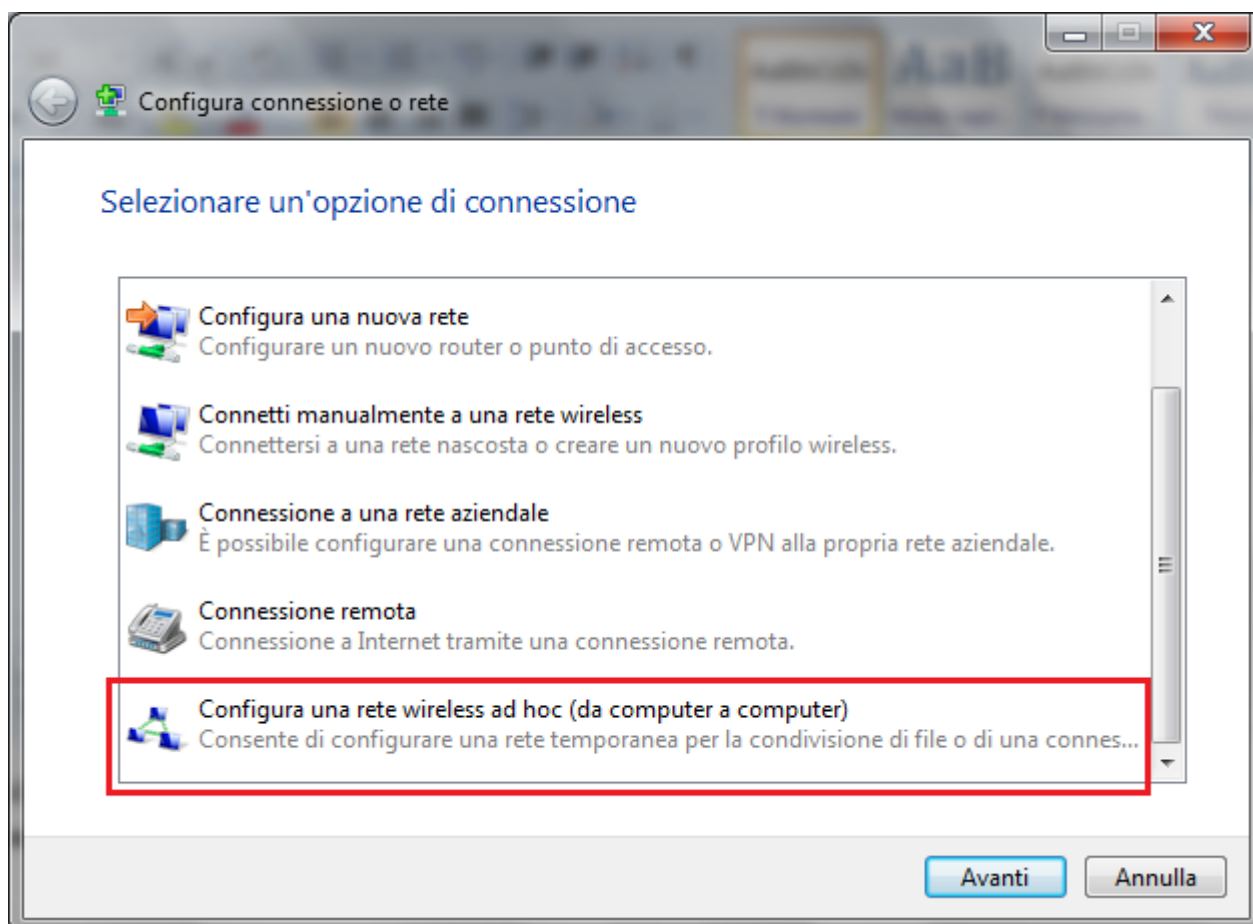 Configura connessione o rete
Selezionare un'opzione di connessione
Configura una nuova rete
Configurare un nuovo router o punto di accesso.
Connetti manualmente a una rete wireless
Connettersi a una rete nascosta o creare un nuovo profilo wireless.
Connessione a una rete aziendale
È possibile configurare una connessione remota o VPN alla propria rete aziendale.
Connessione remota
Connessione a Internet tramite una connessione remota.
Configura una rete wireless ad hoc (da computer a computer)
Consente di configurare una rete temporanea per la condivisione di file o di una connes...
Avanti Annulla